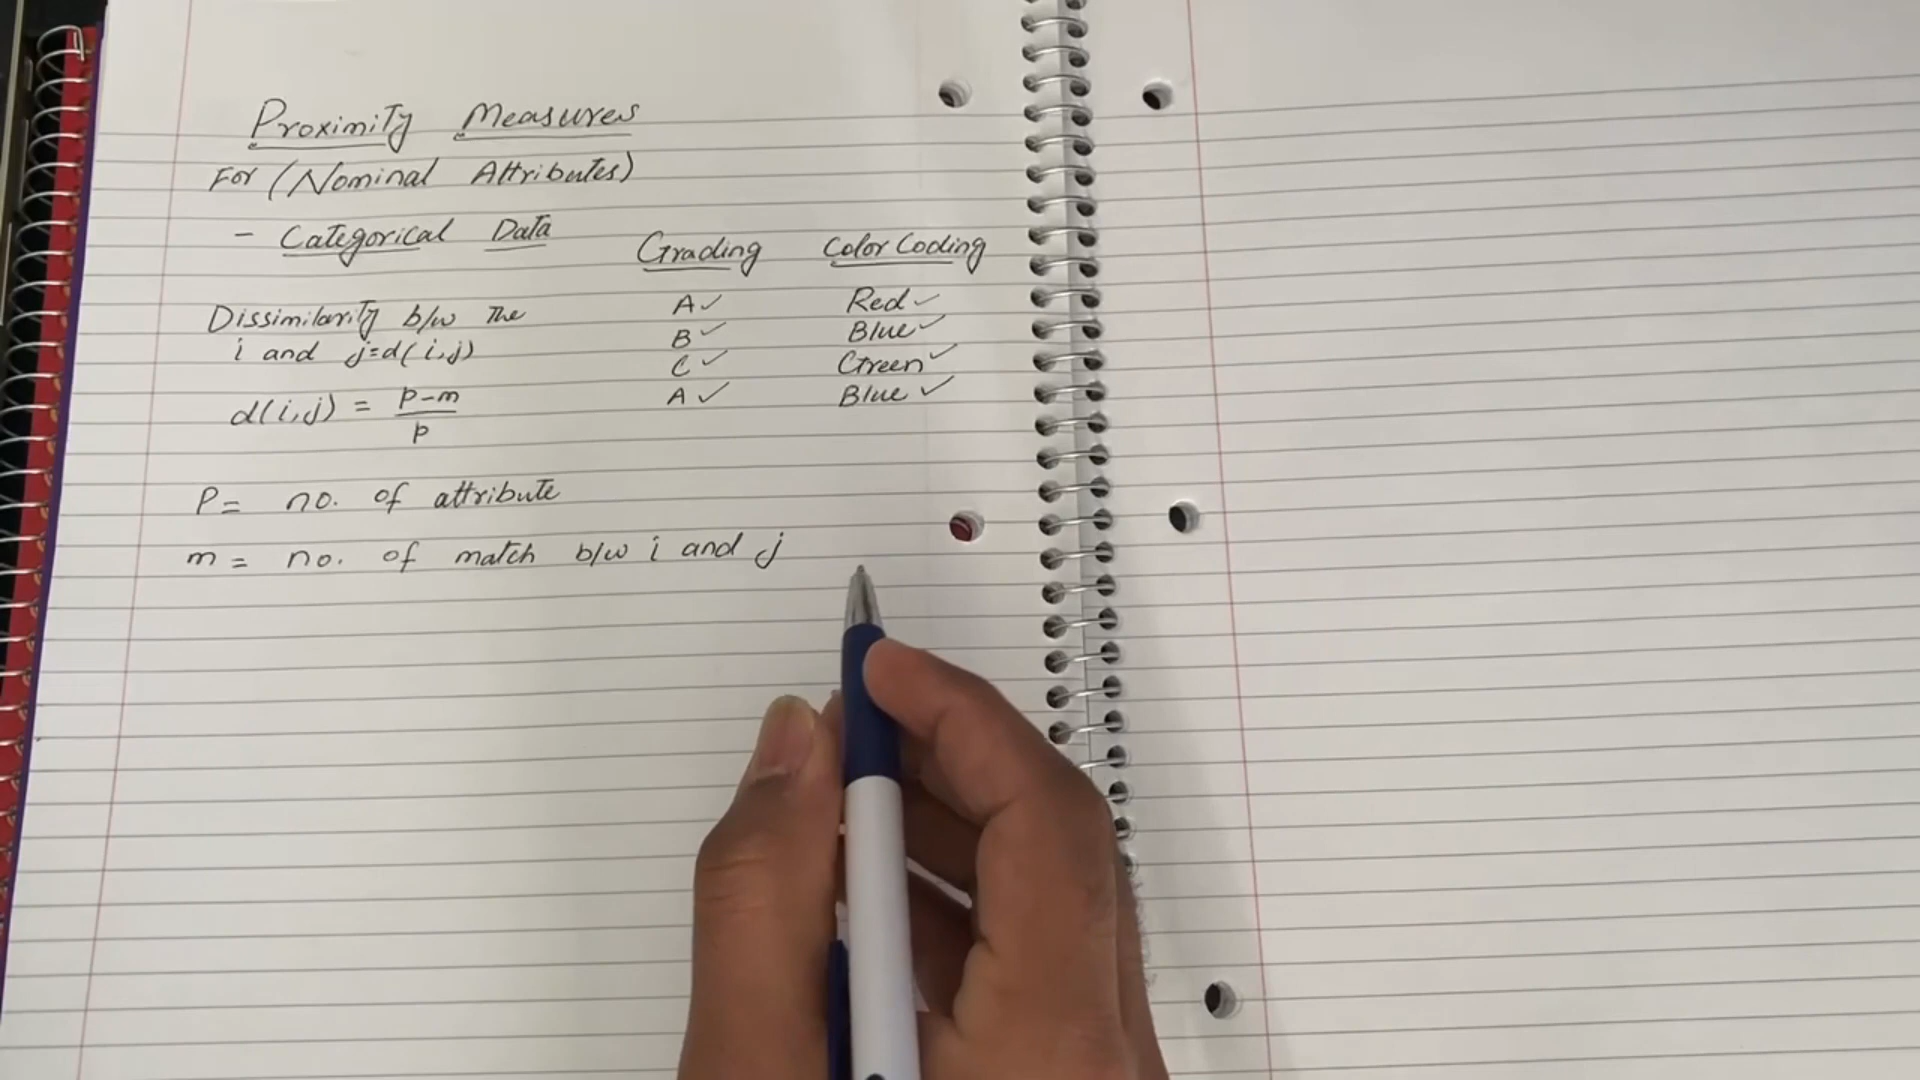 Proximity Measures
For (Nominal Attributes)
- Categorical Data
Grading Color Coding
A✓ Red✓
B✓ Blue✓
C✓ Green✓
A✓ Blue✓
Dissimilarity b/w The
i and j=d(i,j)
d(i,j) = p-m
p
P= no. of attribute
m= no. of match b/w i and j